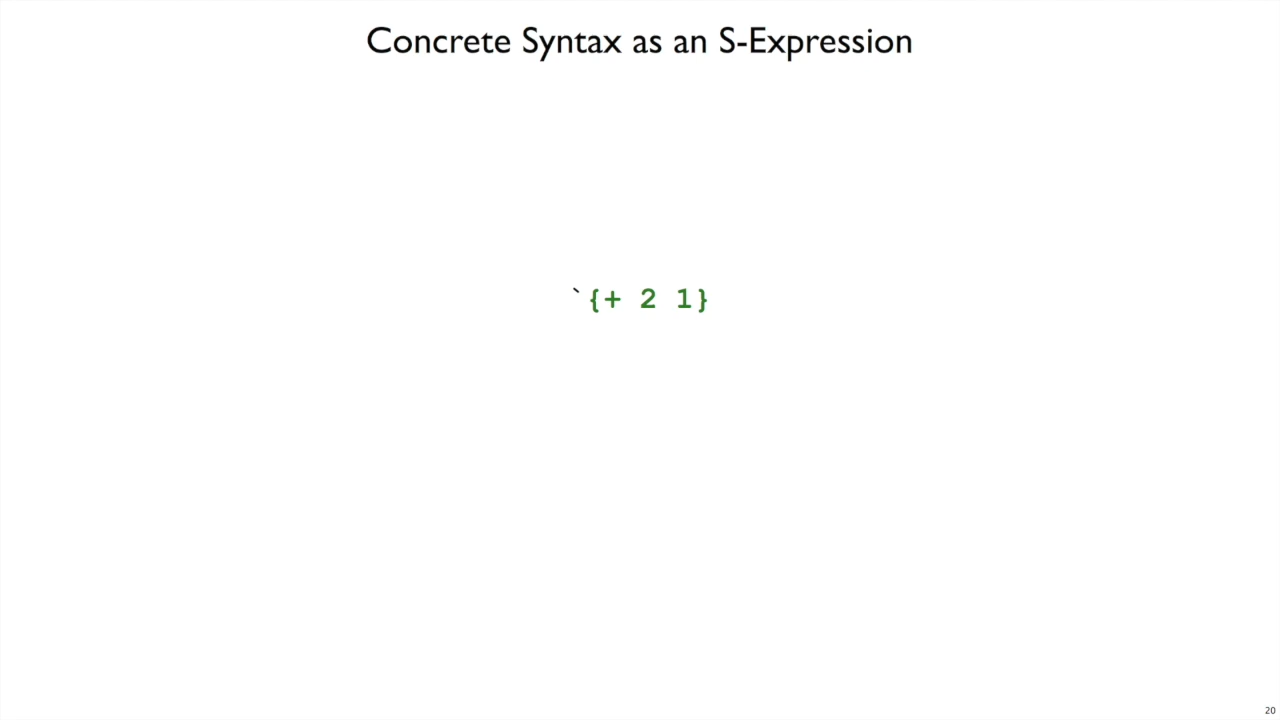 Concrete Syntax as an S-Expression
`{+ 2 1}
20